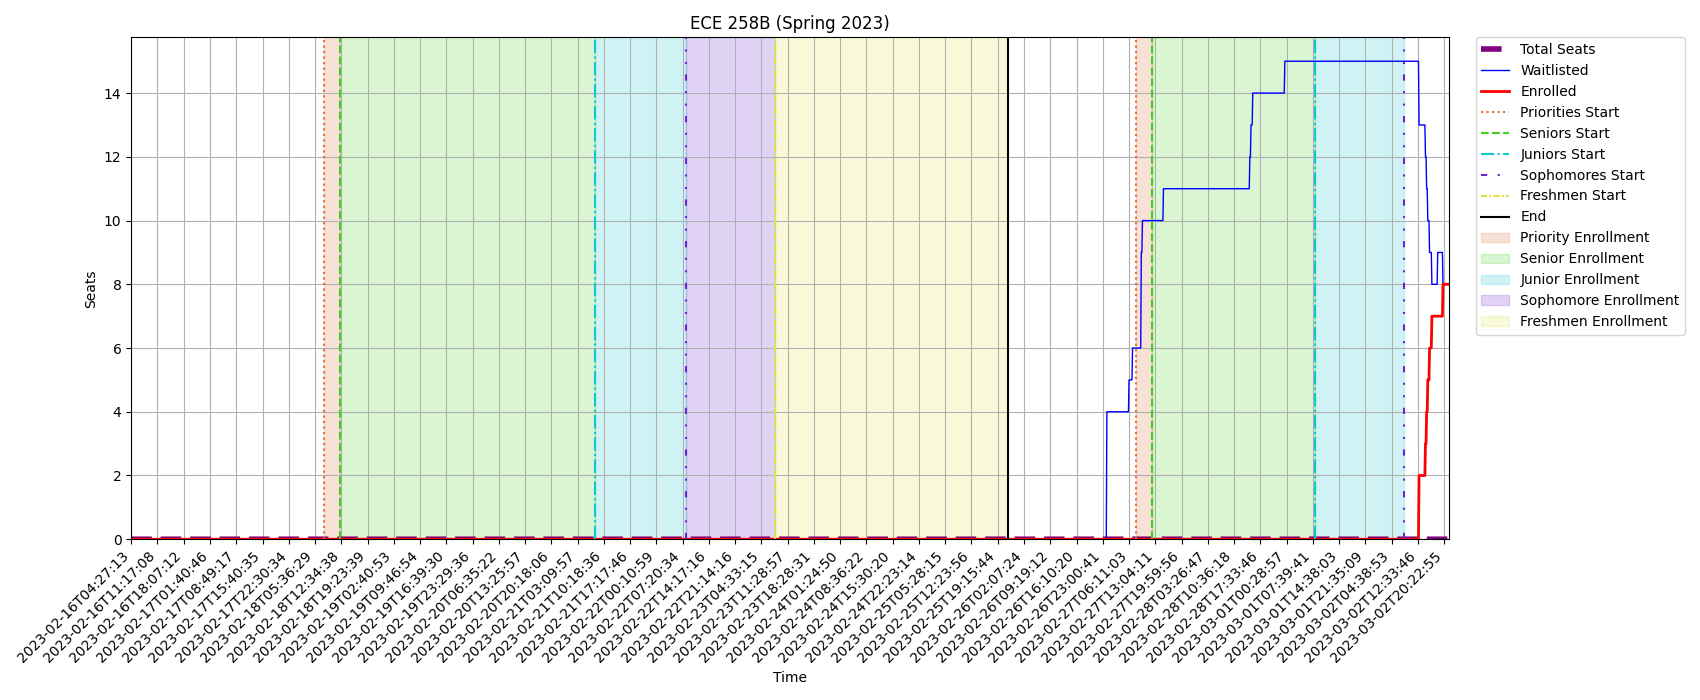 ECE 258B (Spring 2023)
Seats
14
12
10
8
6
4
2
0
2023-02-16T04:27:13
2023-02-16T11:17:08
2023-02-16T18:07:12
2023-02-17T01:40:46
2023-02-17T08:49:17
2023-02-17T15:40:35
2023-02-17T22:30:34
2023-02-18T05:36:29
2023-02-18T12:34:38
2023-02-18T19:23:39
2023-02-19T02:40:53
2023-02-19T09:46:54
2023-02-19T16:39:30
2023-02-19T23:29:36
2023-02-20T06:35:22
2023-02-20T13:25:57
2023-02-20T20:18:06
2023-02-21T03:09:57
2023-02-21T10:18:36
2023-02-21T17:17:46
2023-02-22T00:10:59
2023-02-22T07:20:34
2023-02-22T14:17:16
2023-02-22T21:14:16
2023-02-23T04:33:15
2023-02-23T11:28:57
2023-02-23T18:28:31
2023-02-24T01:24:50
2023-02-24T08:36:22
2023-02-24T15:30:20
2023-02-24T22:23:14
2023-02-25T05:28:15
2023-02-25T12:23:56
2023-02-25T19:15:44
2023-02-26T02:07:24
2023-02-26T09:19:12
2023-02-26T16:10:20
2023-02-26T23:00:41
2023-02-27T06:11:03
2023-02-27T13:04:11
2023-02-27T19:59:56
2023-02-28T03:26:47
2023-02-28T10:36:18
2023-02-28T17:33:46
2023-03-01T00:28:57
2023-03-01T07:39:41
2023-03-01T14:38:03
2023-03-01T21:35:09
2023-03-02T04:38:53
2023-03-02T12:33:46
2023-03-02T20:22:55
Time
Total Seats
Waitlisted
Enrolled
Priorities Start
Seniors Start
Juniors Start
Sophomores Start
Freshmen Start
End
Priority Enrollment
Senior Enrollment
Junior Enrollment
Sophomore Enrollment
Freshmen Enrollment